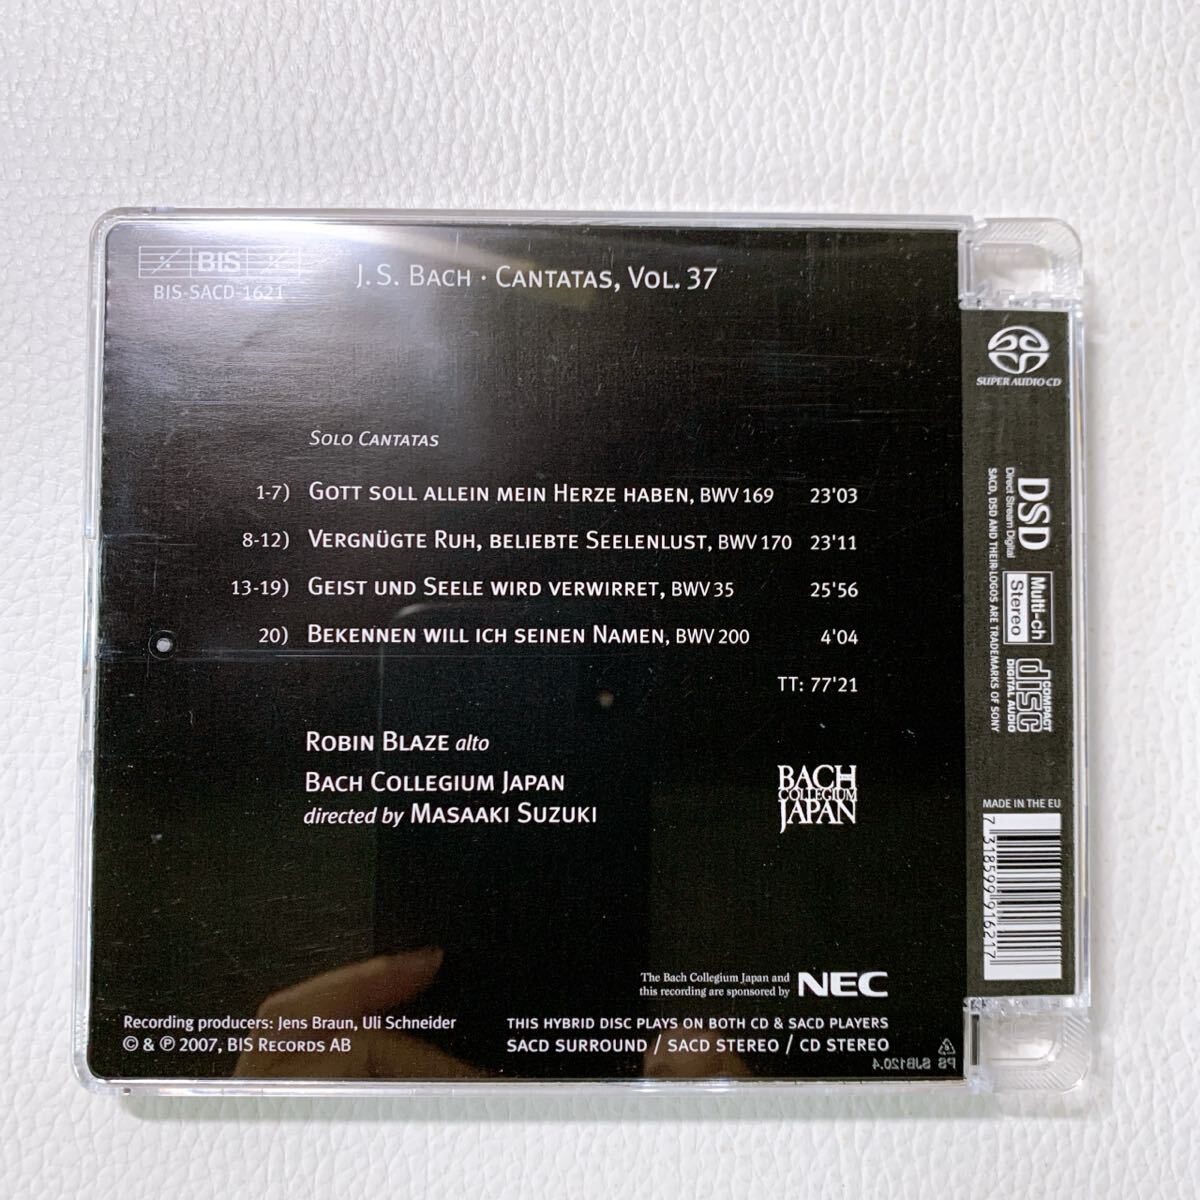 BIS
BIS-SACD-1621
J. S. BACH · CANTATAS, VOL. 37
SOLO CANTATAS
1-7) GOTT SOLL ALLEIN MEIN HERZE HABEN, BWV 169 23'03
8-12) VERGNÜGTE RUH, BELIEBTE SEELENLUST, BWV 170 23'11
13-19) GEIST UND SEELE WIRD VERWIRRET, BWV 35 25'56
20) BEKENNEN WILL ICH SEINEN NAMEN, BWV 200 4'04
TT: 77'21
ROBIN BLAZE alto
BACH COLLEGIUM JAPAN
directed by MASAAKI SUZUKI
BACH
COLLEGIUM
JAPAN
The Bach Collegium Japan and
this recording are sponsored by NEC
Recording producers: Jens Braun, Uli Schneider
© & ℗ 2007, BIS RECORDS AB
THIS HYBRID DISC PLAYS ON BOTH CD & SACD PLAYERS
SACD SURROUND / SACD STEREO / CD STEREO
SUPER AUDIO CD
DSD
Direct Stream Digital
SACD, DSD AND THEIR LOGOS ARE TRADEMARKS OF SONY
Multi-ch
Stereo
COMPACT
disc
DIGITAL AUDIO
MADE IN THE EU
7 318599 916217
PS SJB120.4